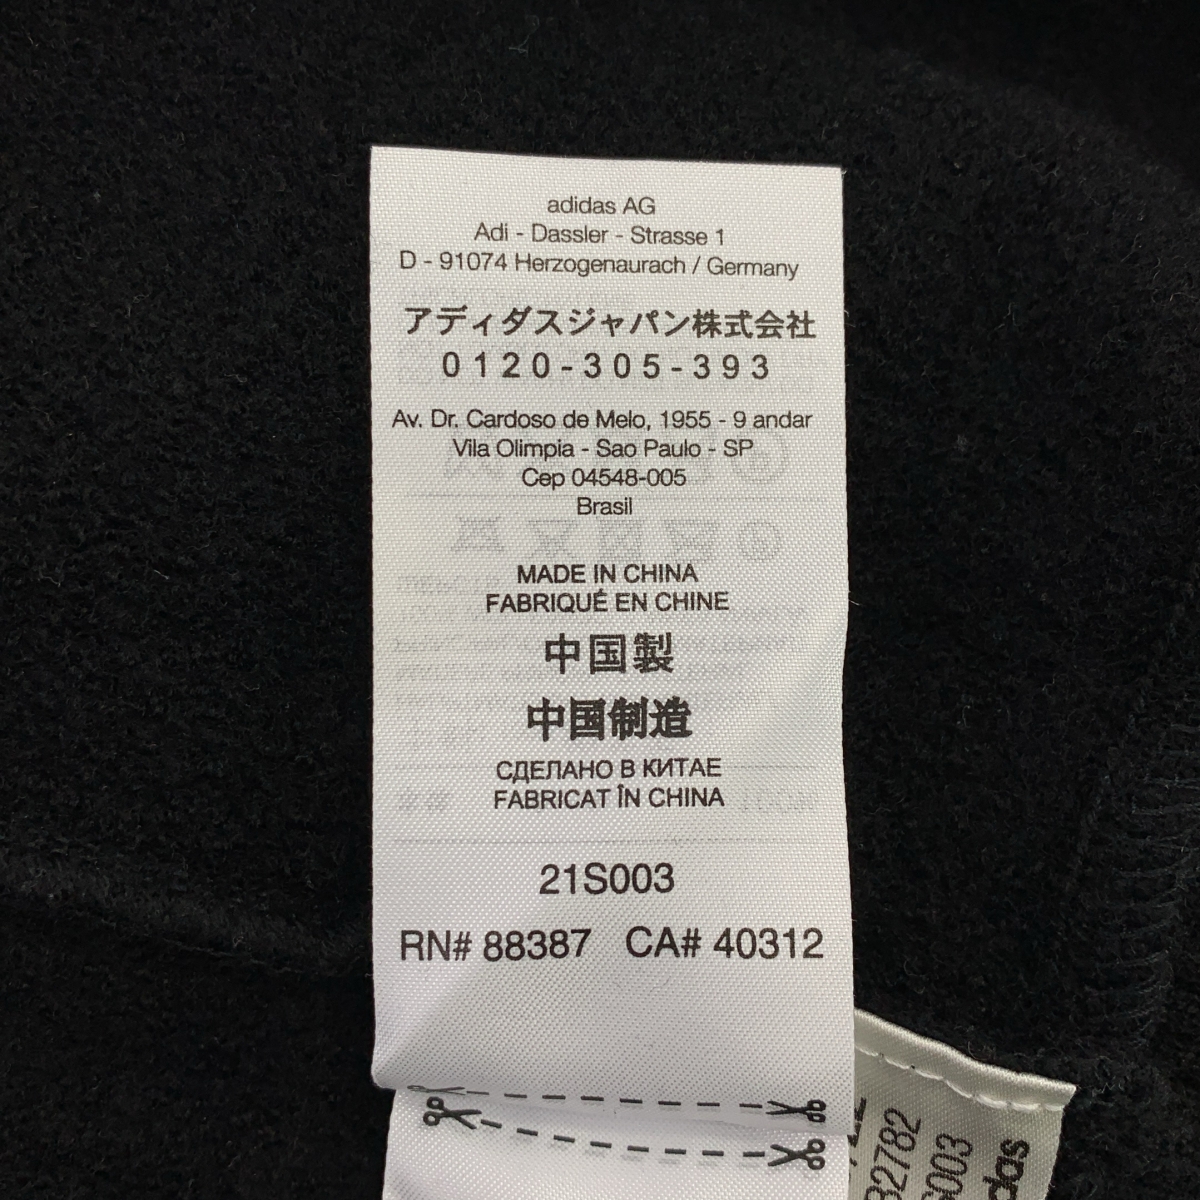 adidas AG
Adi - Dassler - Strasse 1
D - 91074 Herzogenaurach / Germany
アディダスジャパン株式会社
0120-305-393
Av. Dr. Cardoso de Melo, 1955 - 9 andar
Vila Olimpia - Sao Paulo - SP
Cep 04548-005
Brasil
MADE IN CHINA
FABRIQUÉ EN CHINE
中国製
中国制造
СДЕЛАНО В КИТАЕ
FABRICAT ÎN CHINA
21S003
RN# 88387 CA# 40312